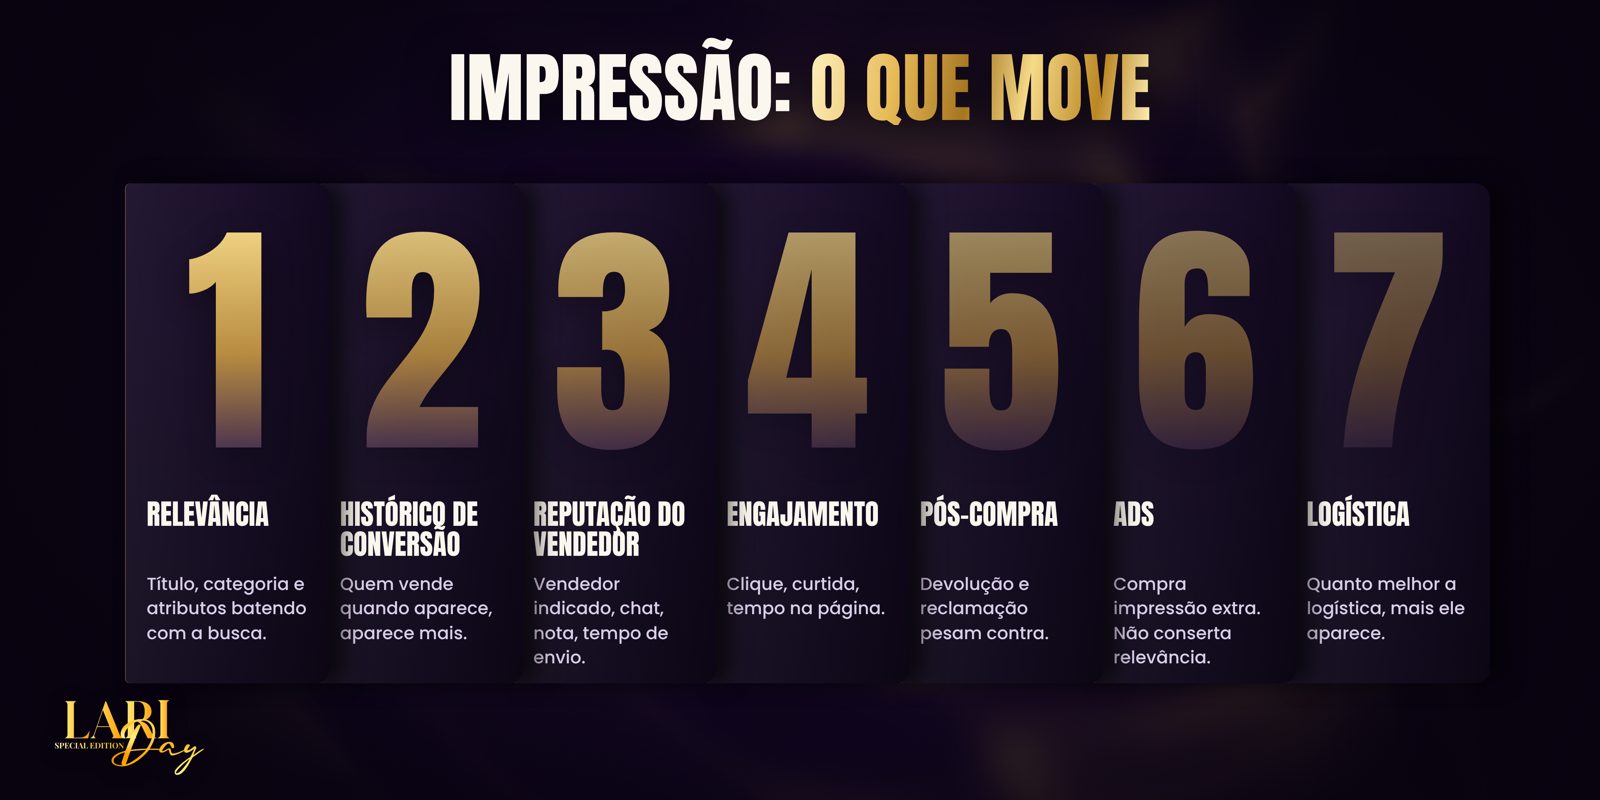 IMPRESSÃO: O QUE MOVE
1
RELEVÂNCIA
Título, categoria e
atributos batendo
com a busca.
2
HISTÓRICO DE
CONVERSÃO
Quem vende
quando aparece,
aparece mais.
3
REPUTAÇÃO DO
VENDEDOR
Vendedor
indicado, chat,
nota, tempo de
envio.
4
ENGAJAMENTO
Clique, curtida,
tempo na página.
5
PÓS-COMPRA
Devolução e
reclamação
pesam contra.
6
ADS
Compra
impressão extra.
Não conserta
relevância.
7
LOGÍSTICA
Quanto melhor a
logística, mais ele
aparece.
LARI
SPECIAL EDITION Day